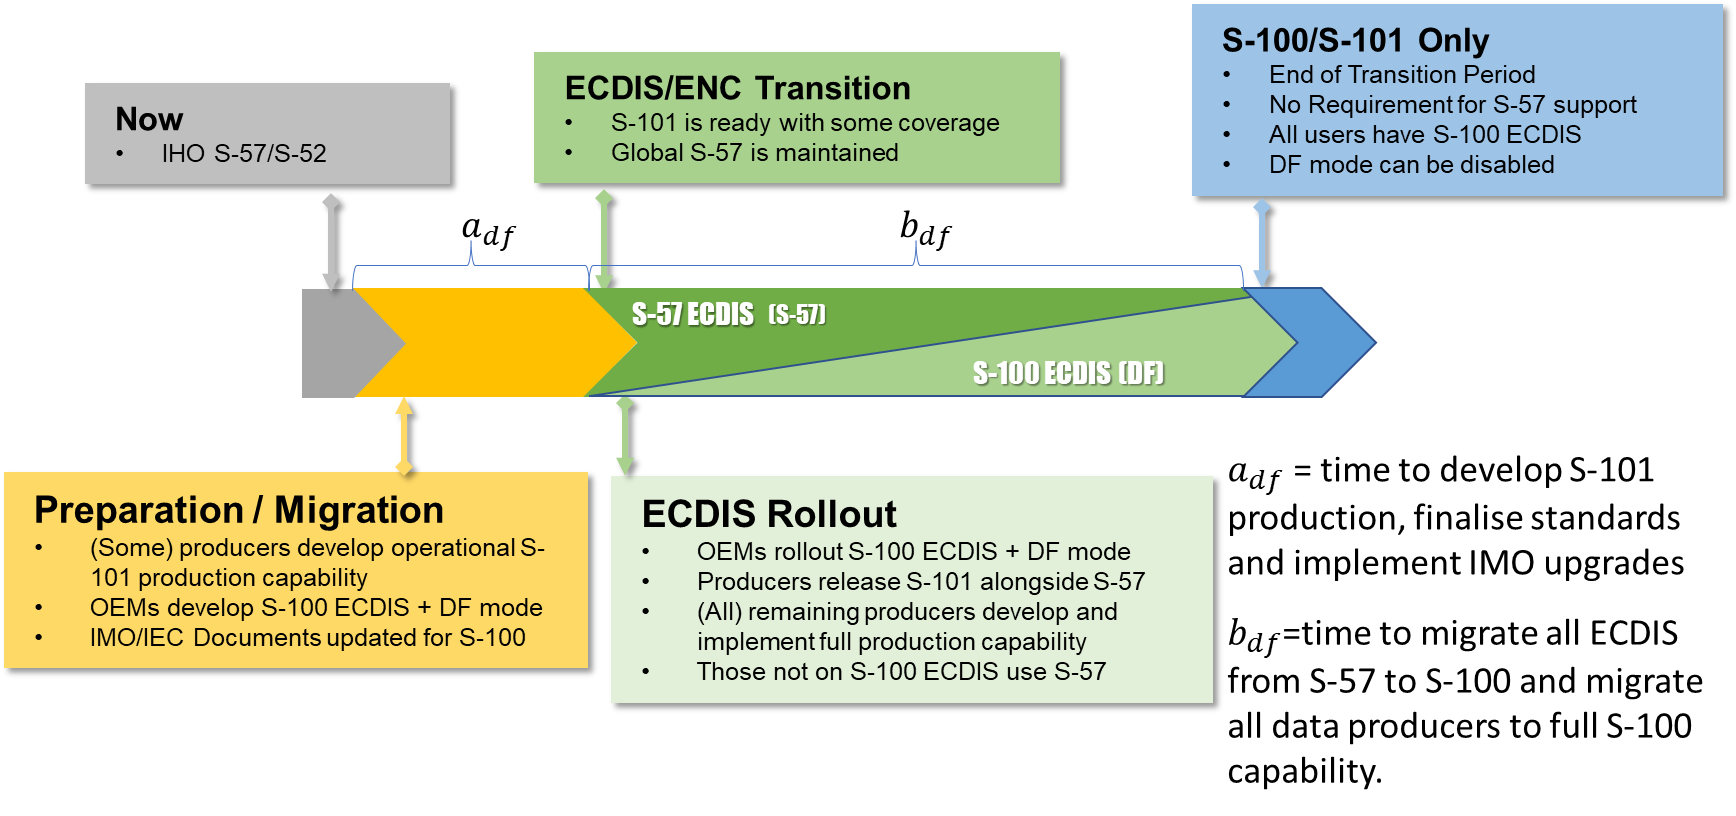 Now
• IHO S-57/S-52
ECDIS/ENC Transition
• S-101 is ready with some coverage
• Global S-57 is maintained
S-100/S-101 Only
• End of Transition Period
• No Requirement for S-57 support
• All users have S-100 ECDIS
• DF mode can be disabled
a_df
b_df
S-57 ECDIS (S-57)
S-100 ECDIS (DF)
Preparation / Migration
• (Some) producers develop operational S-
101 production capability
• OEMs develop S-100 ECDIS + DF mode
• IMO/IEC Documents updated for S-100
ECDIS Rollout
• OEMs rollout S-100 ECDIS + DF mode
• Producers release S-101 alongside S-57
• (All) remaining producers develop and
implement full production capability
• Those not on S-100 ECDIS use S-57
a_df = time to develop S-101
production, finalise standards
and implement IMO upgrades
b_df=time to migrate all ECDIS
from S-57 to S-100 and migrate
all data producers to full S-100
capability.